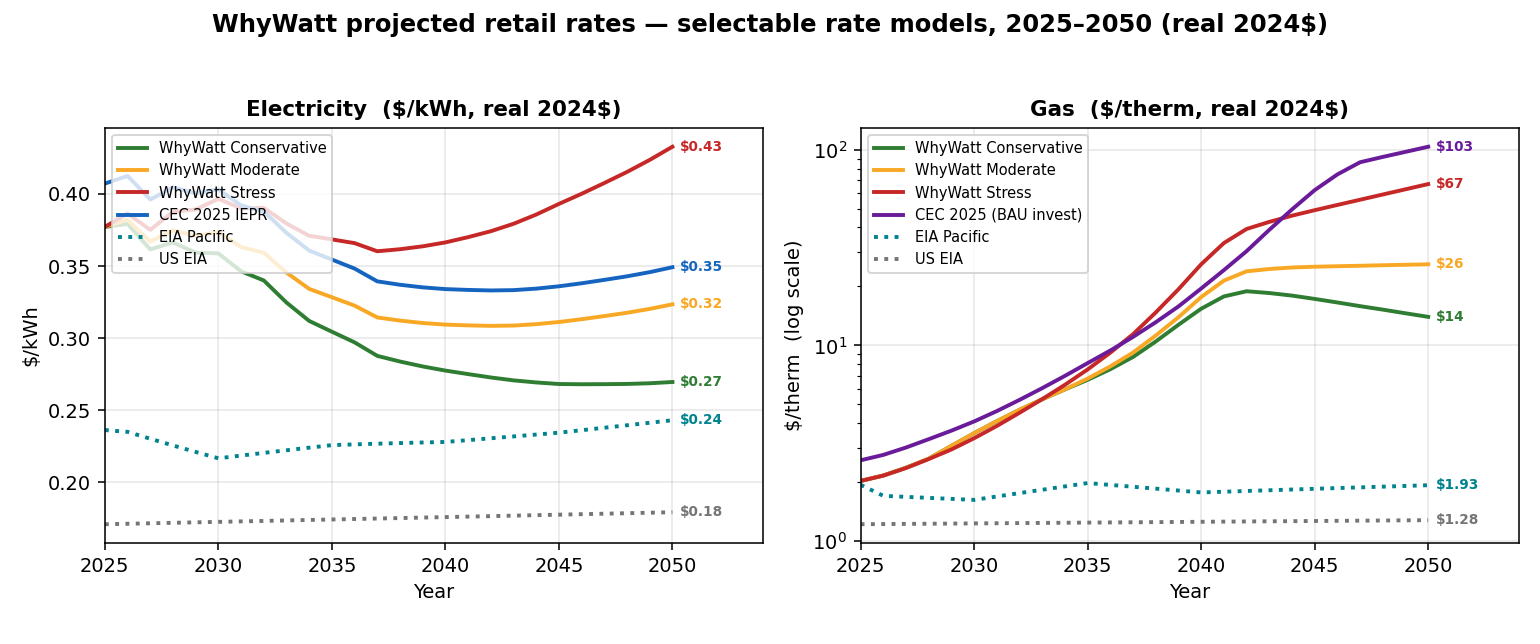 WhyWatt projected retail rates — selectable rate models, 2025–2050 (real 2024$)
Electricity  ($/kWh, real 2024$)
WhyWatt Conservative
WhyWatt Moderate
WhyWatt Stress
CEC 2025 IEPR
EIA Pacific
US EIA
$0.43
$0.35
$0.32
$0.27
$0.24
$0.18
0.40
0.35
0.30
0.25
0.20
$/kWh
2025
2030
2035
2040
2045
2050
Year
Gas  ($/therm, real 2024$)
WhyWatt Conservative
WhyWatt Moderate
WhyWatt Stress
CEC 2025 (BAU invest)
EIA Pacific
US EIA
$103
$67
$26
$14
$1.93
$1.28
10²
10¹
10⁰
$/therm  (log scale)
2025
2030
2035
2040
2045
2050
Year